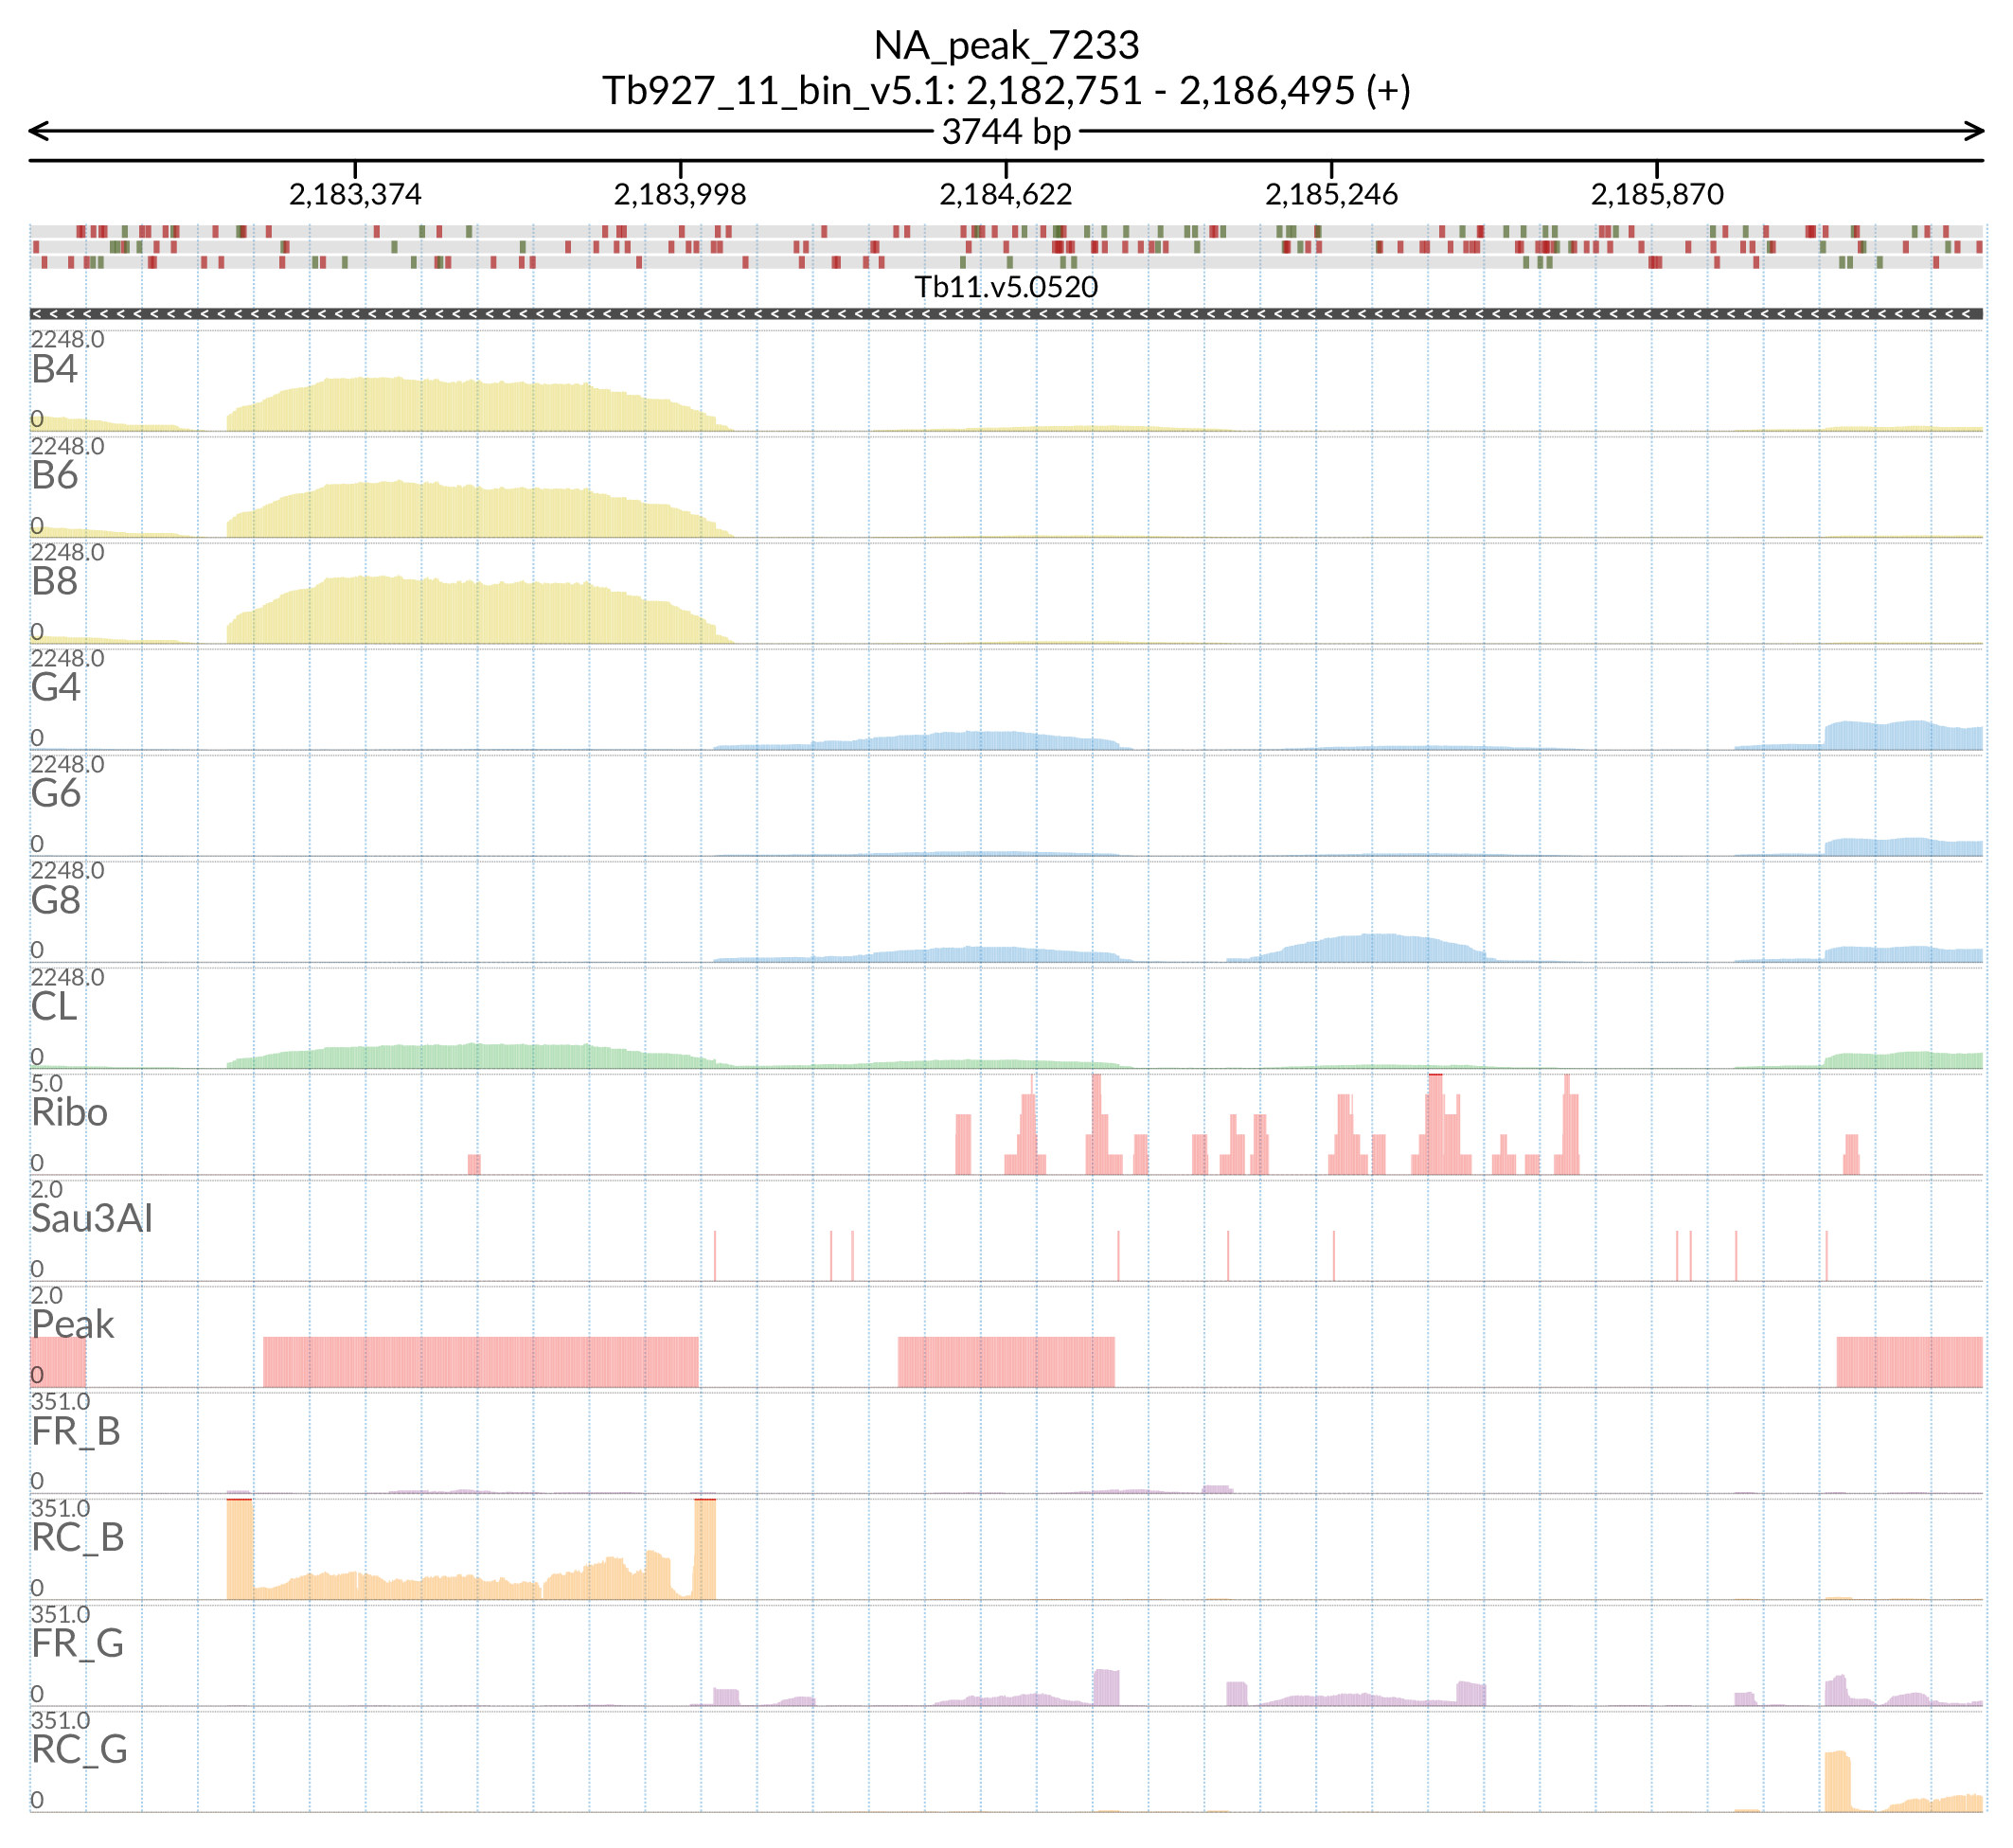 NA_peak_7233
Tb927_11_bin_v5.1: 2,182,751 - 2,186,495 (+)
3744 bp
2,183,374 2,183,998 2,184,622 2,185,246 2,185,870
Tb11.v5.0520
2248.0
B4
0
2248.0
B6
0
2248.0
B8
0
2248.0
G4
0
2248.0
G6
0
2248.0
G8
0
2248.0
CL
0
5.0
Ribo
0
2.0
Sau3AI
0
2.0
Peak
0
351.0
FR_B
0
351.0
RC_B
0
351.0
FR_G
0
351.0
RC_G
0